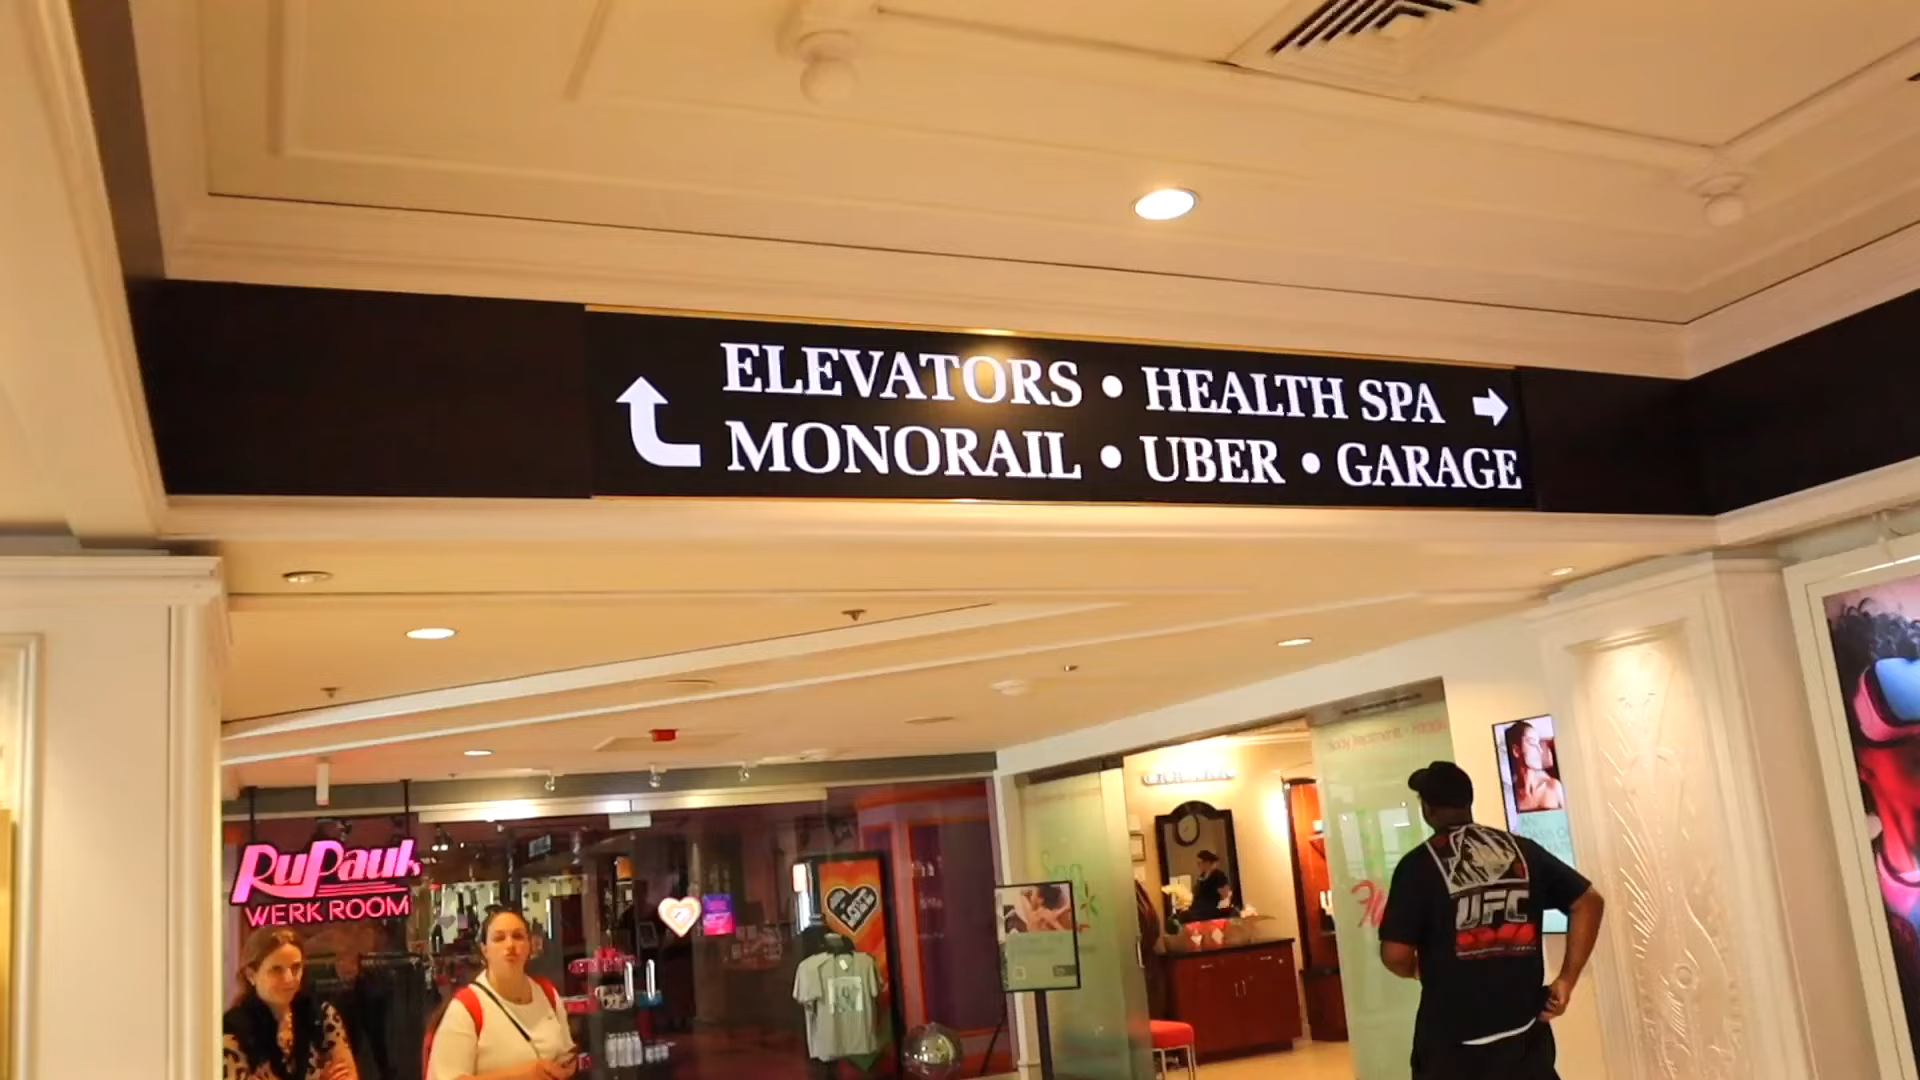 ELEVATORS • HEALTH SPA
MONORAIL • UBER • GARAGE
RuPaul's
WERK ROOM
UFC